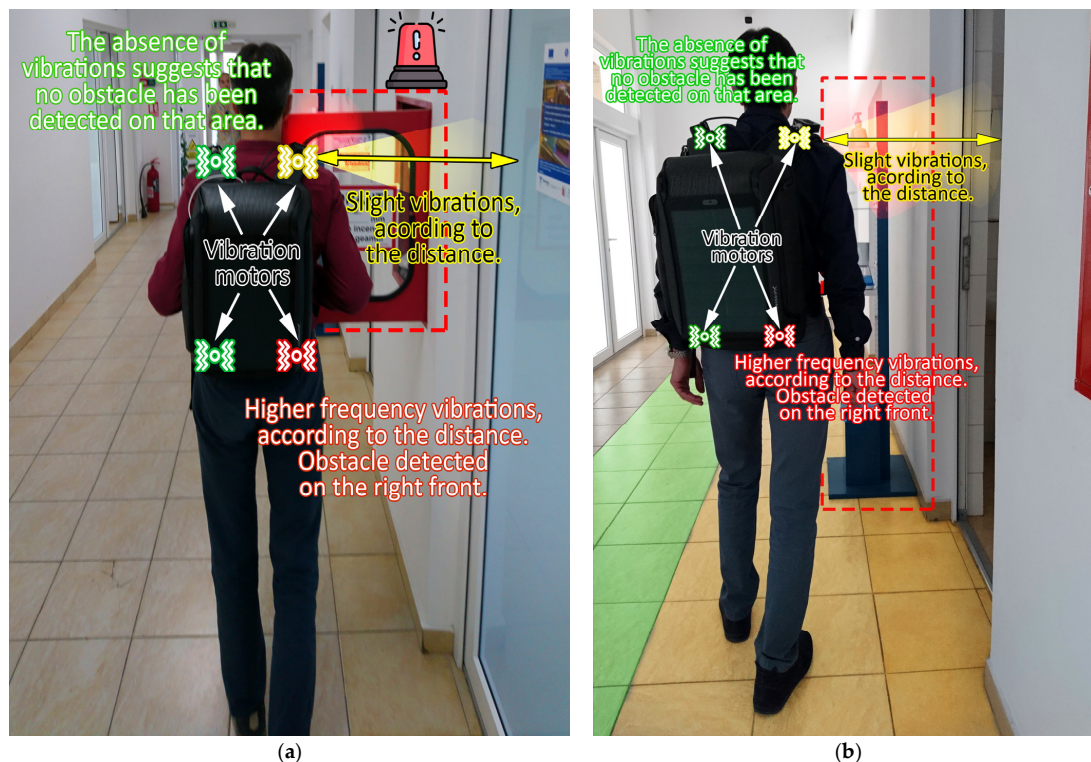 The absence of
vibrations suggests that
no obstacle has been
detected on that area.
Slight vibrations,
acording to
the distance.
Vibration
motors
Higher frequency vibrations,
according to the distance.
Obstacle detected
on the right front.
(a)
The absence of
vibrations suggests that
no obstacle has been
detected on that area.
Slight vibrations,
acording to
the distance.
Vibration
motors
Higher frequency vibrations,
according to the distance.
Obstacle detected
on the right front.
(b)